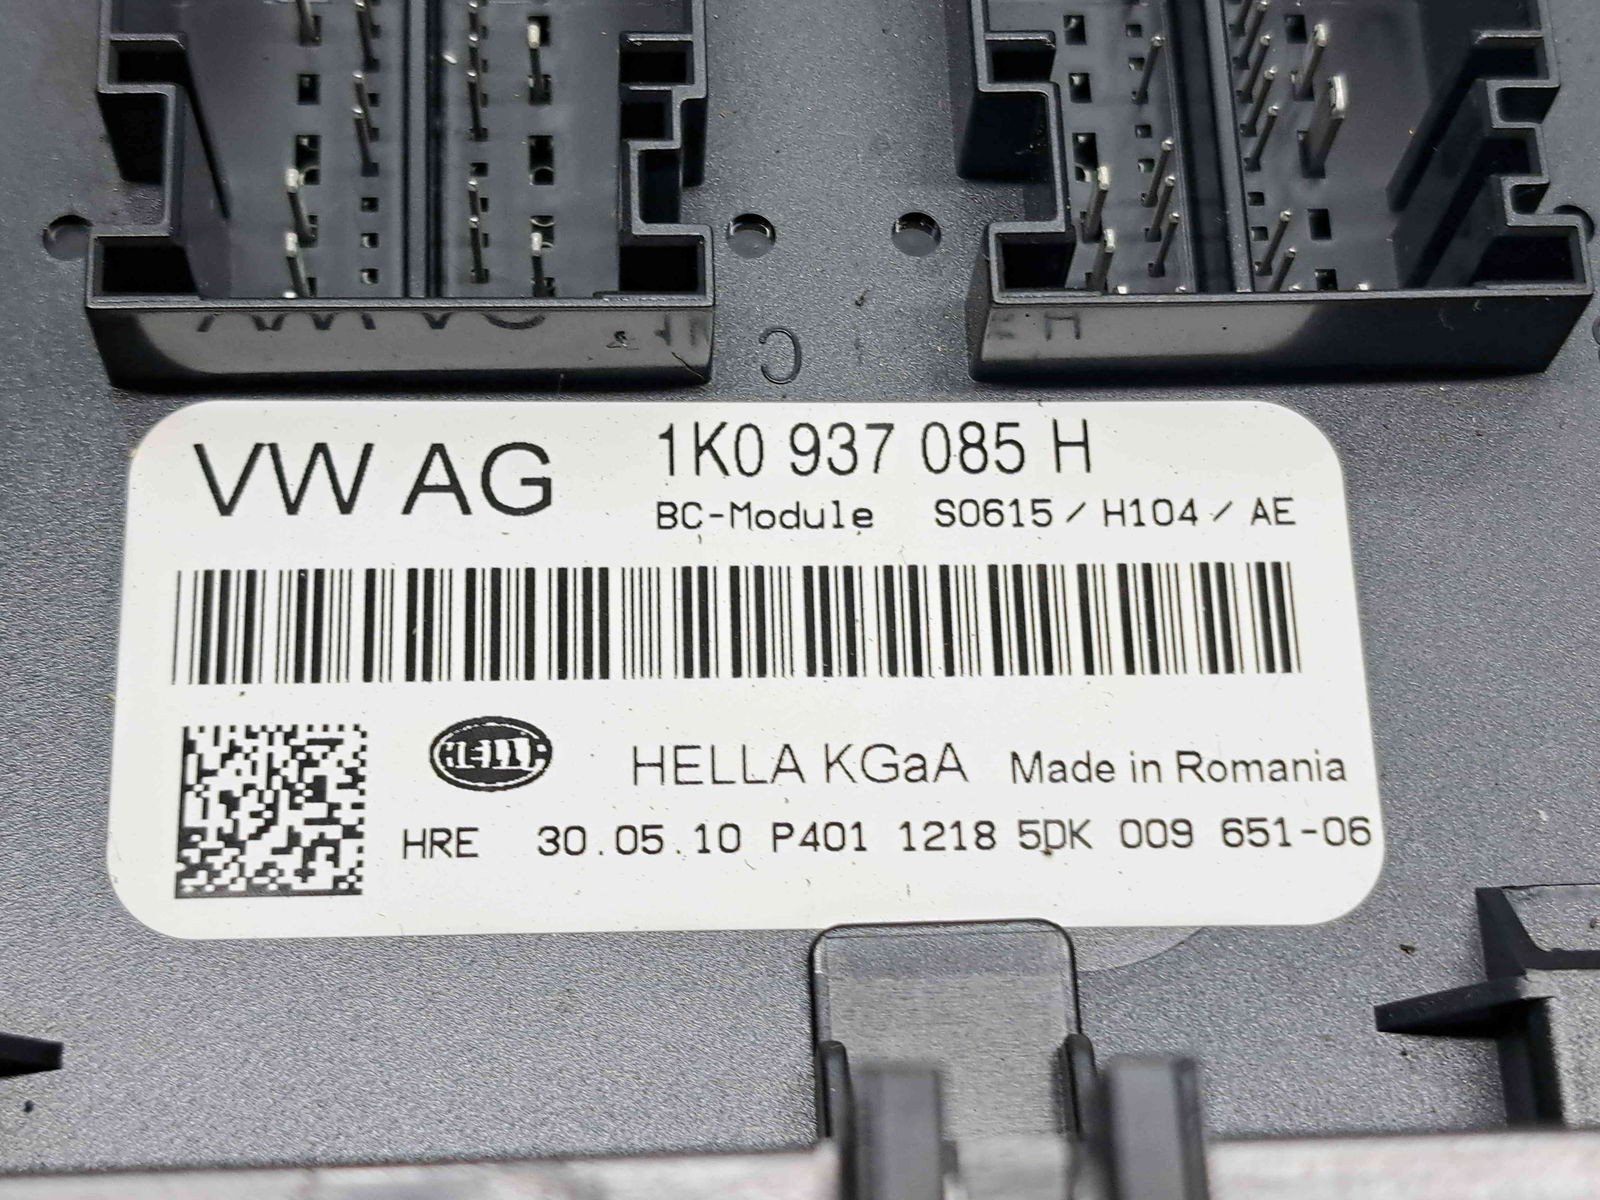 C
VW AG
1K0 937 085 H
BC-Module S0615 / H104 / AE
HELLA
HELLA KGaA Made in Romania
HRE 30.05.10 P401 1218 5DK 009 651-06